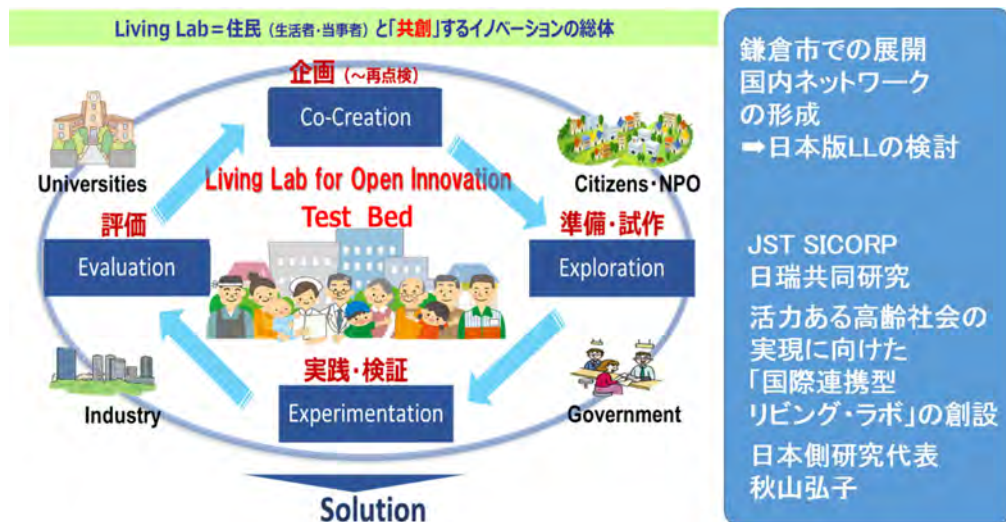 Living Lab=住民(生活者・当事者)と「共創」するイノベーションの総体
企画(～再点検)
Co-Creation
Universities
Citizens・NPO
Living Lab for Open Innovation
Test Bed
評価
Evaluation
準備・試作
Exploration
実践・検証
Experimentation
Industry
Government
Solution
鎌倉市での展開
国内ネットワーク
の形成
➡日本版LLの検討
JST SICORP
日瑞共同研究
活力ある高齢社会の
実現に向けた
「国際連携型
リビング・ラボ」の創設
日本側研究代表
秋山弘子